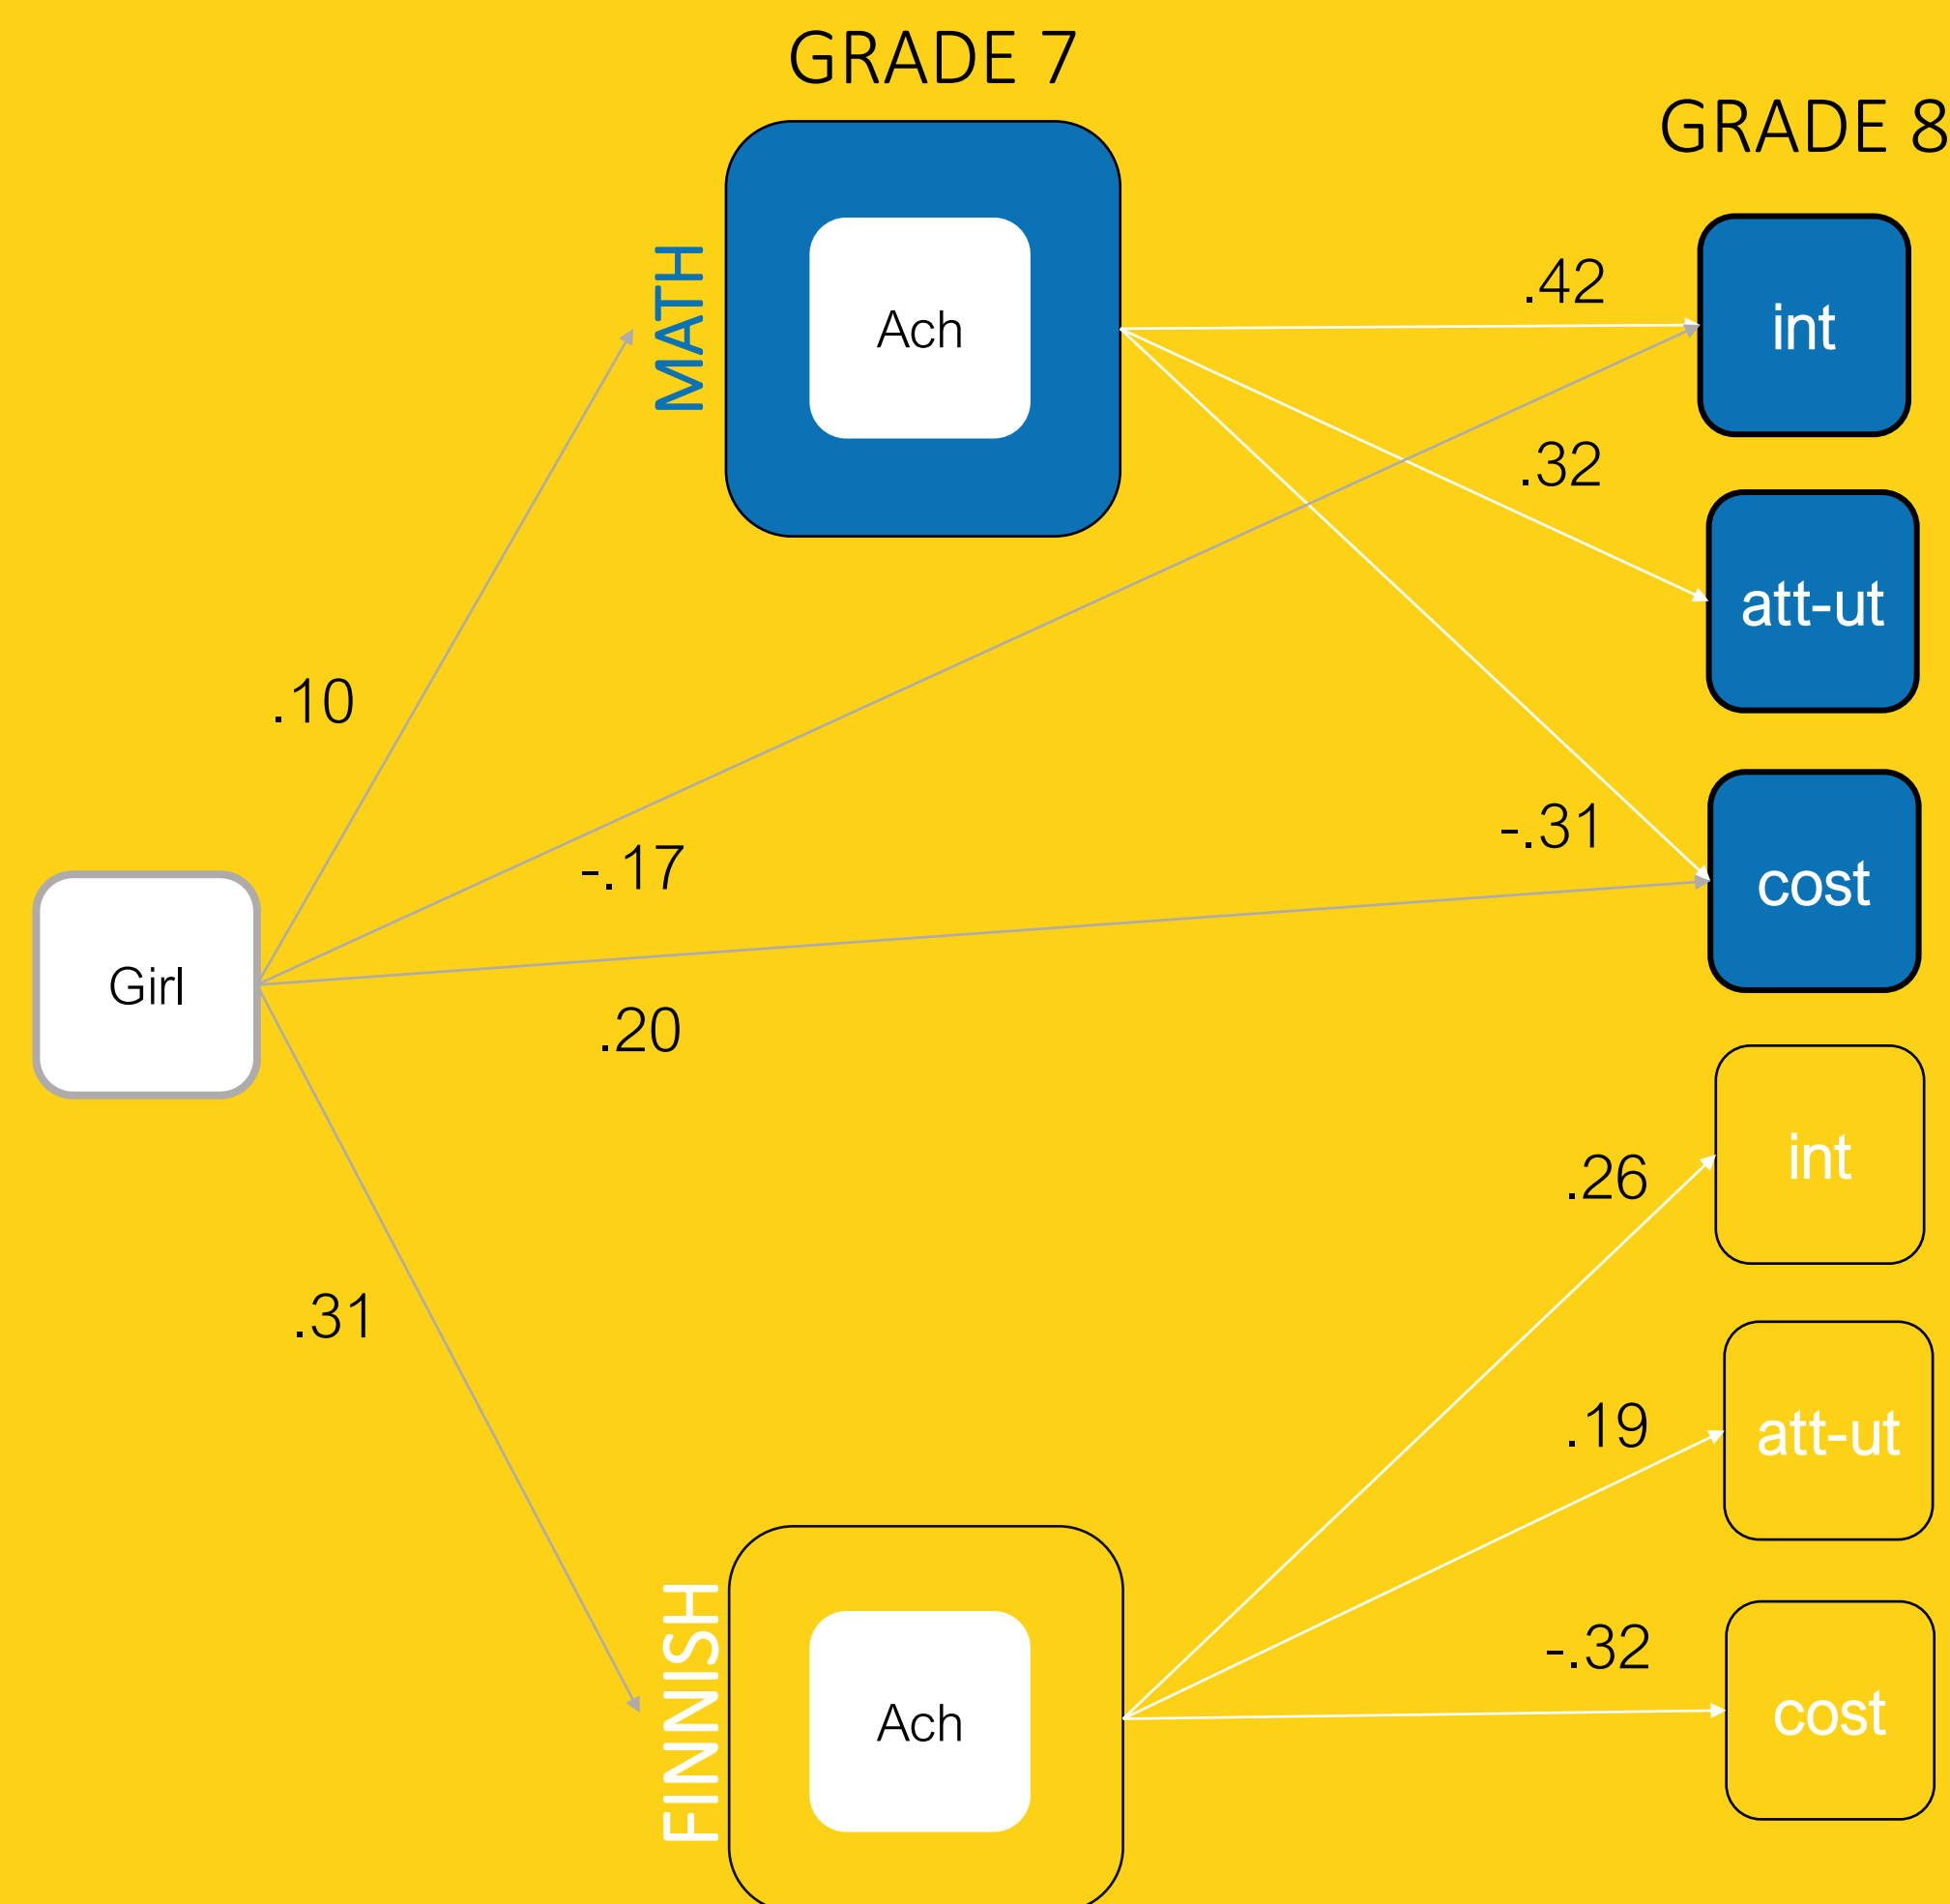 GRADE 7
GRADE 8
MATH
Ach
.42
int
.32
att-ut
.10
-.17
-.31
cost
Girl
.20
.26
int
.31
.19
att-ut
FINNISH
Ach
-.32
cost